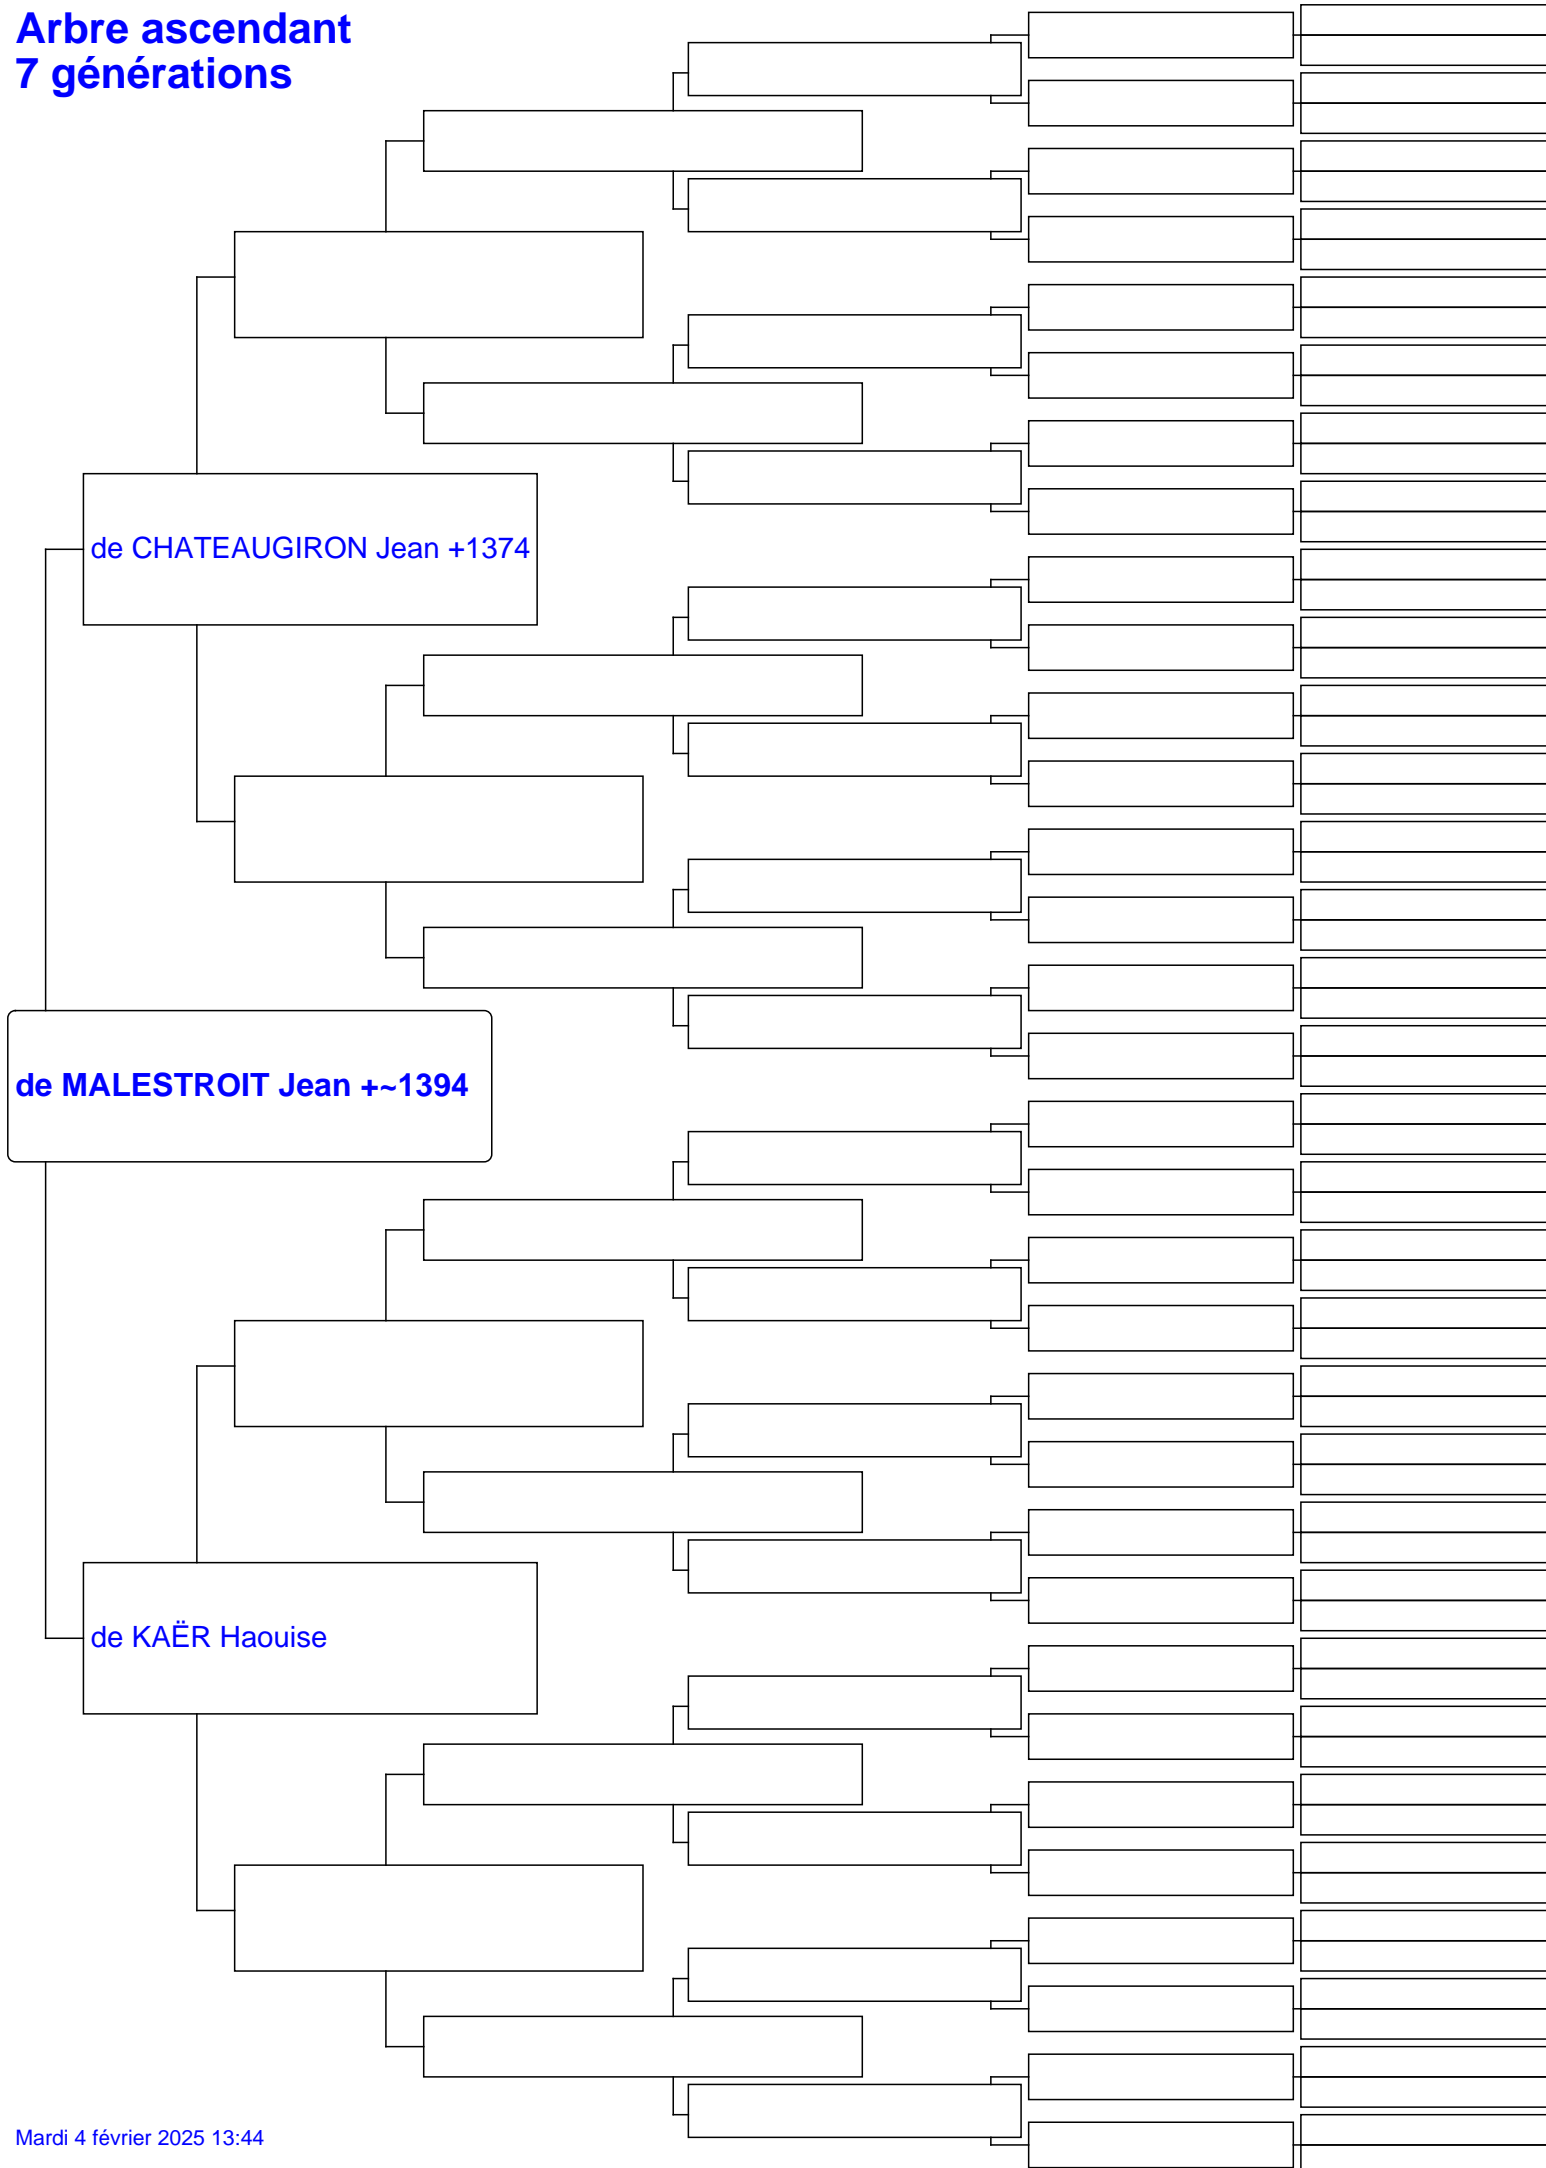 Arbre ascendant
7 générations
de CHATEAUGIRON Jean +1374
de MALESTROIT Jean +~1394
de KAËR Haouise
Mardi 4 février 2025 13:44